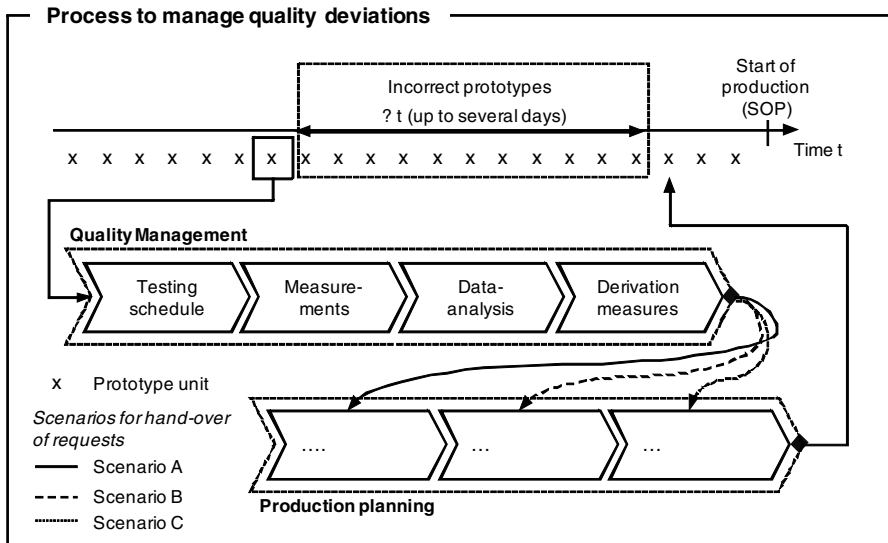 Process to manage quality deviations
Incorrect prototypes
? t (up to several days)
Start of
production
(SOP)
Time t
x x x x x x x x x x x x x x x x x x x x x
Quality Management
Testing
schedule
Measure-
ments
Data-
analysis
Derivation
measures
x Prototype unit
Scenarios for hand-over
of requests
Scenario A
Scenario B
Scenario C
....
...
...
Production planning